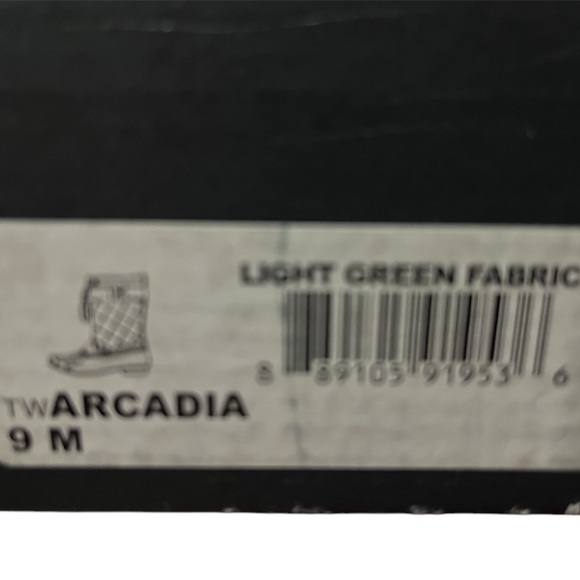 LIGHT GREEN FABRIC
8 89105 91953 6
TWARCADIA
9 M